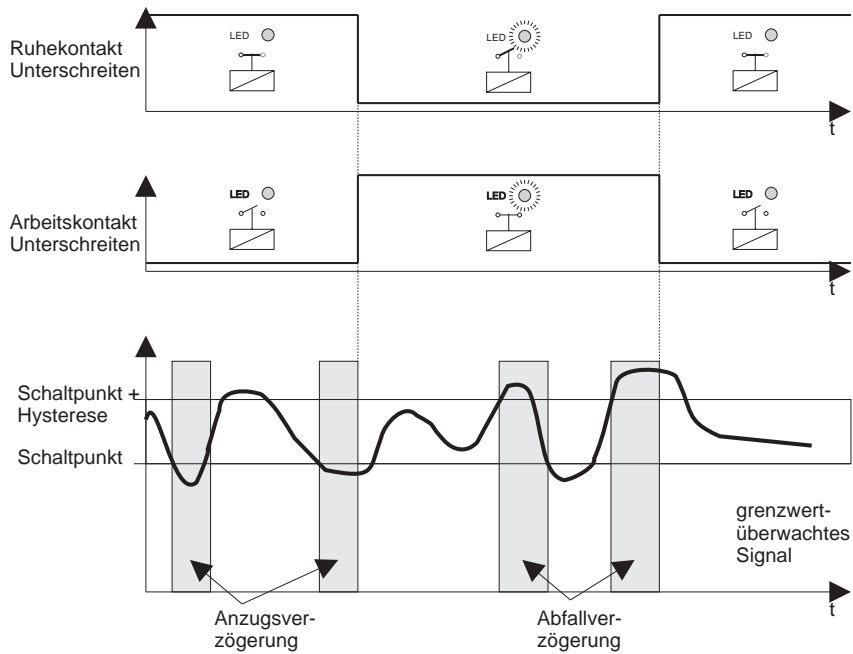 Ruhekontakt
Unterschreiten
LED
LED
LED
t
Arbeitskontakt
Unterschreiten
LED
LED
LED
t
Schaltpunkt +
Hysterese
Schaltpunkt
grenzwert-
überwachtes
Signal
t
Anzugsver-
zögerung
Abfallver-
zögerung